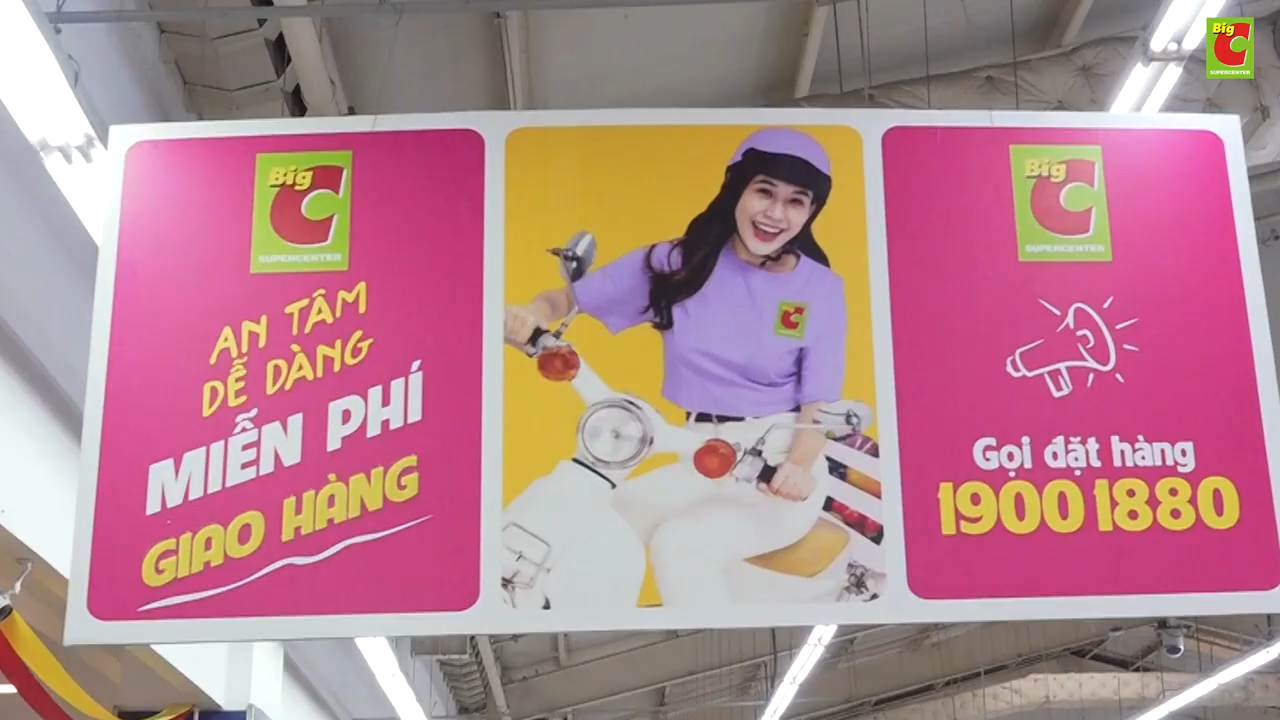 Big C
SUPERCENTER
Big C
SUPERCENTER
AN TÂM
DỄ DÀNG
MIỄN PHÍ
GIAO HÀNG
Big C
Big C
SUPERCENTER
Gọi đặt hàng
1900 1880